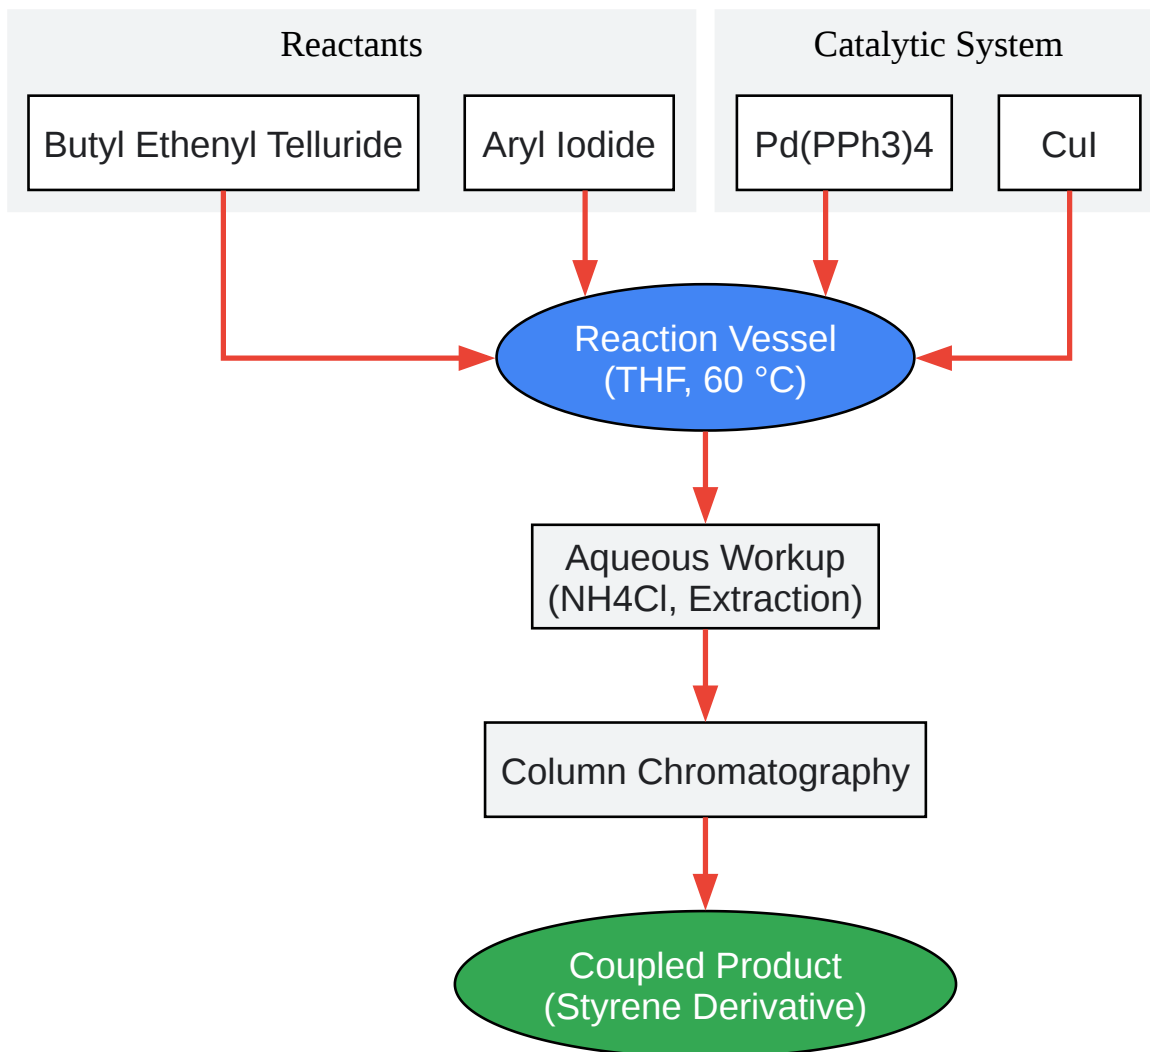 Reactants
Catalytic System
Butyl Ethenyl Telluride
Aryl Iodide
Pd(PPh3)4
CuI
Reaction Vessel
(THF, 60 °C)
Aqueous Workup
(NH4Cl, Extraction)
Column Chromatography
Coupled Product
(Styrene Derivative)